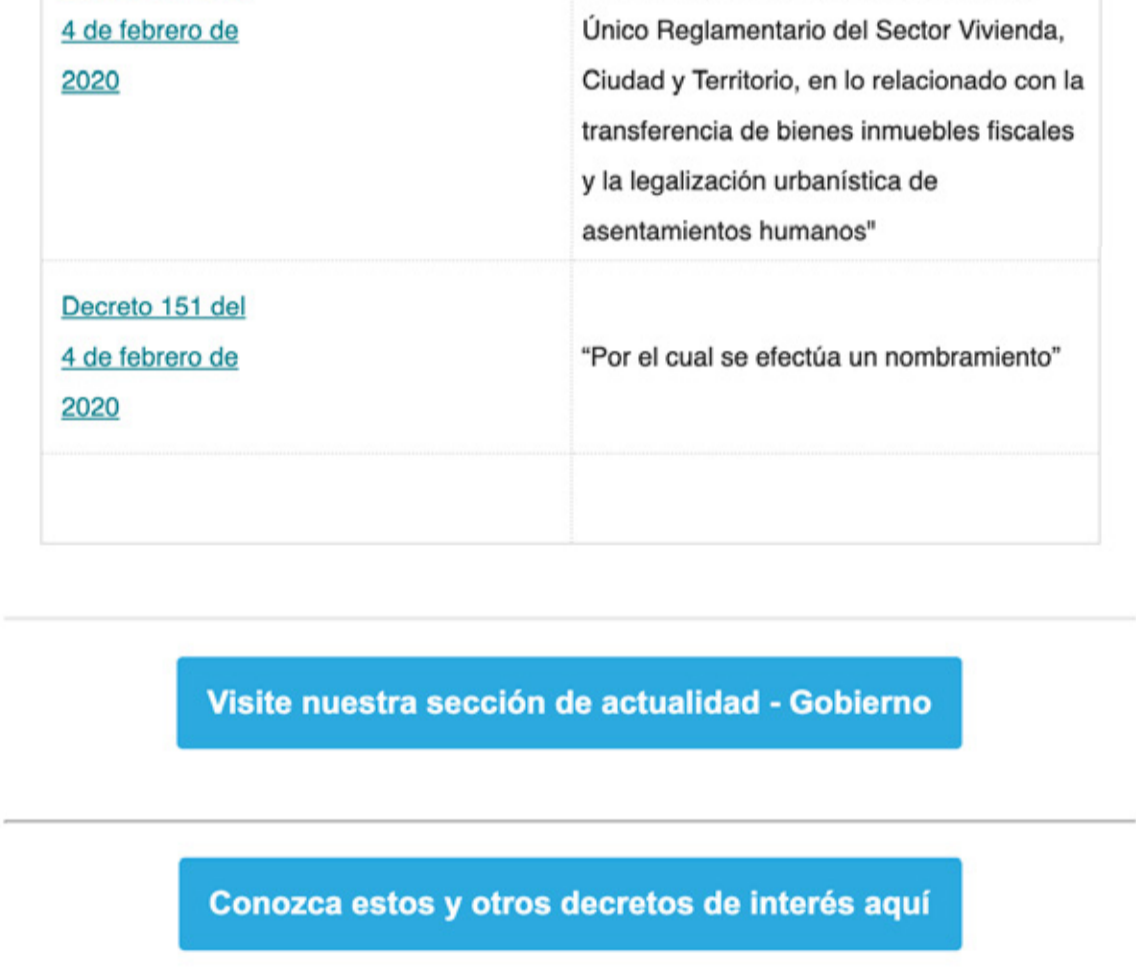 4 de febrero de
2020
Único Reglamentario del Sector Vivienda,
Ciudad y Territorio, en lo relacionado con la
transferencia de bienes inmuebles fiscales
y la legalización urbanística de
asentamientos humanos"
Decreto 151 del
4 de febrero de
2020
“Por el cual se efectúa un nombramiento”
Visite nuestra sección de actualidad - Gobierno
Conozca estos y otros decretos de interés aquí